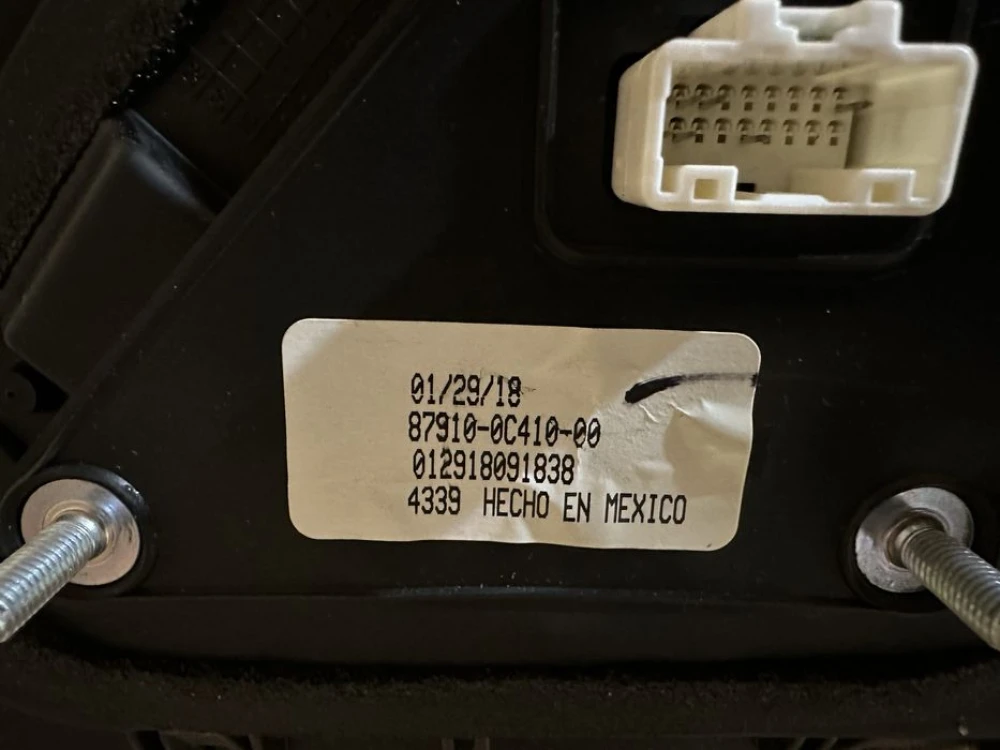 01/29/18
87910-0C410-00
012918091838
4339 HECHO EN MEXICO